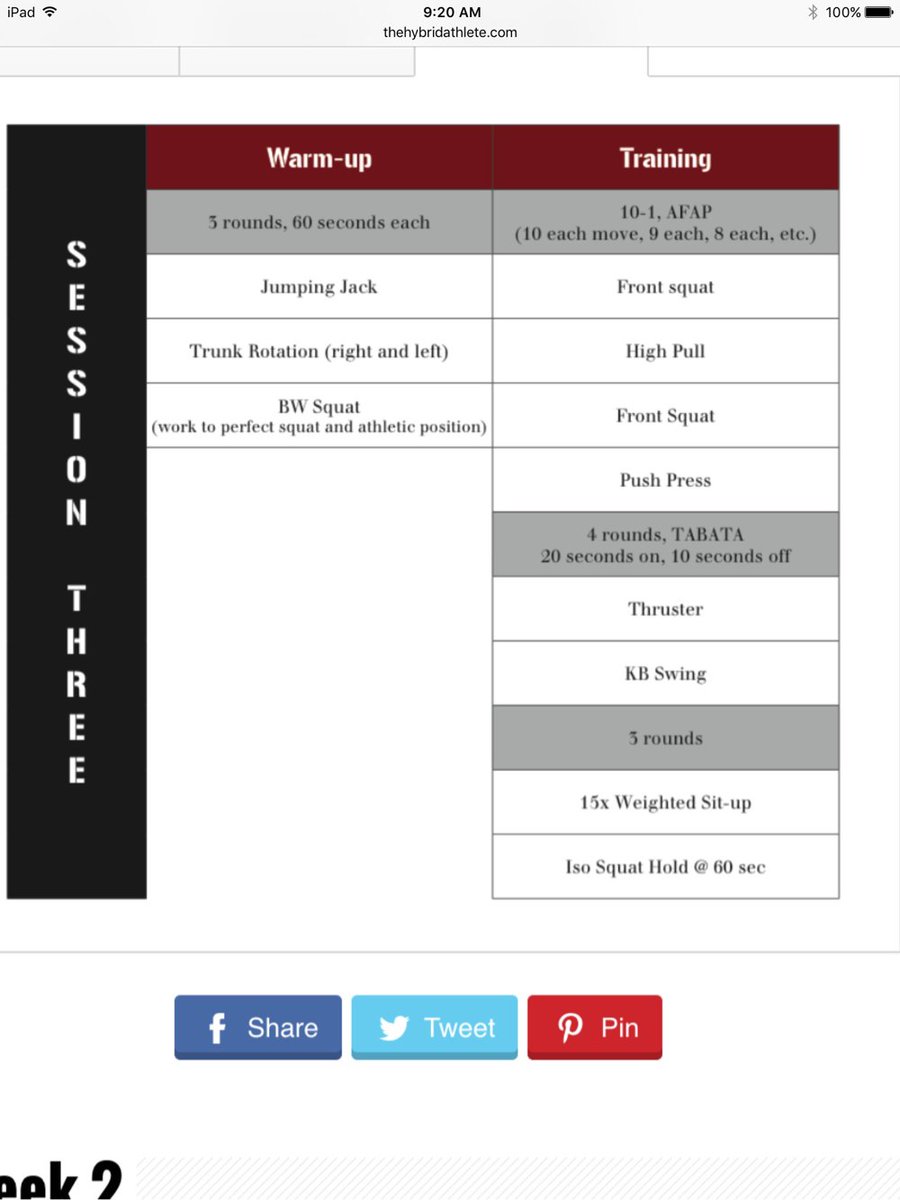 iPad 9:20 AM 100%
thehybridathlete.com
SESSION THREE
Warm-up
3 rounds, 60 seconds each
Jumping Jack
Trunk Rotation (right and left)
BW Squat
(work to perfect squat and athletic position)
Training
10-1, AFAP
(10 each move, 9 each, 8 each, etc.)
Front squat
High Pull
Front Squat
Push Press
4 rounds, TABATA
20 seconds on, 10 seconds off
Thruster
KB Swing
3 rounds
15x Weighted Sit-up
Iso Squat Hold @ 60 sec
Share
Tweet
Pin
eek 2